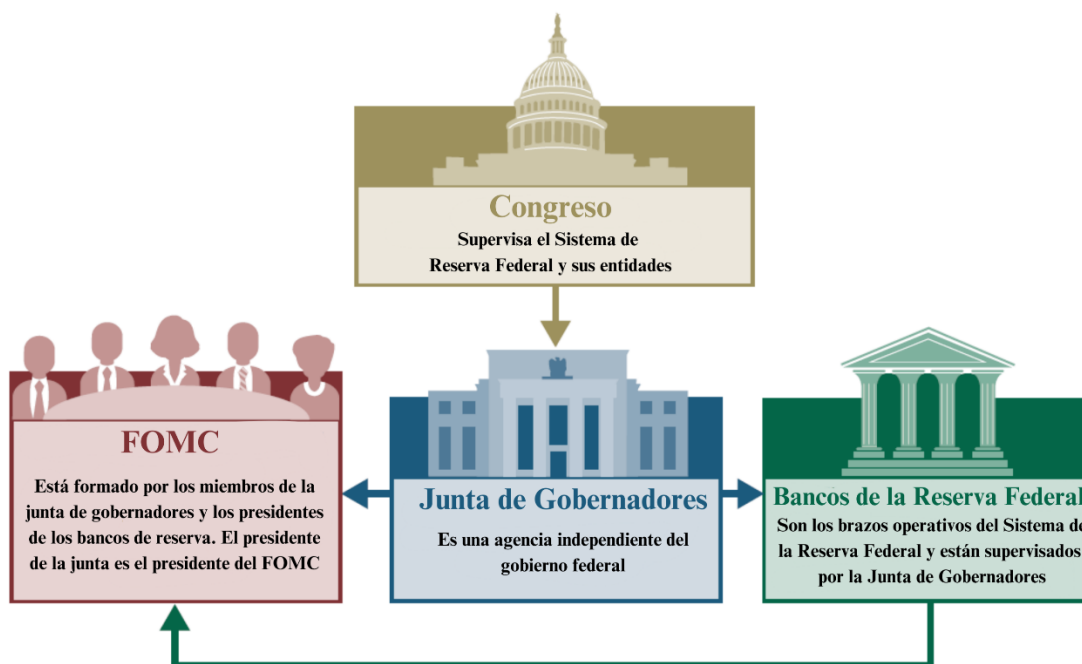 Congreso
Supervisa el Sistema de
Reserva Federal y sus entidades
FOMC
Está formado por los miembros de la
junta de gobernadores y los presidentes
de los bancos de reserva. El presidente
de la junta es el presidente del FOMC
Junta de Gobernadores
Es una agencia independiente del
gobierno federal
Bancos de la Reserva Federal
Son los brazos operativos del Sistema de
la Reserva Federal y están supervisados
por la Junta de Gobernadores